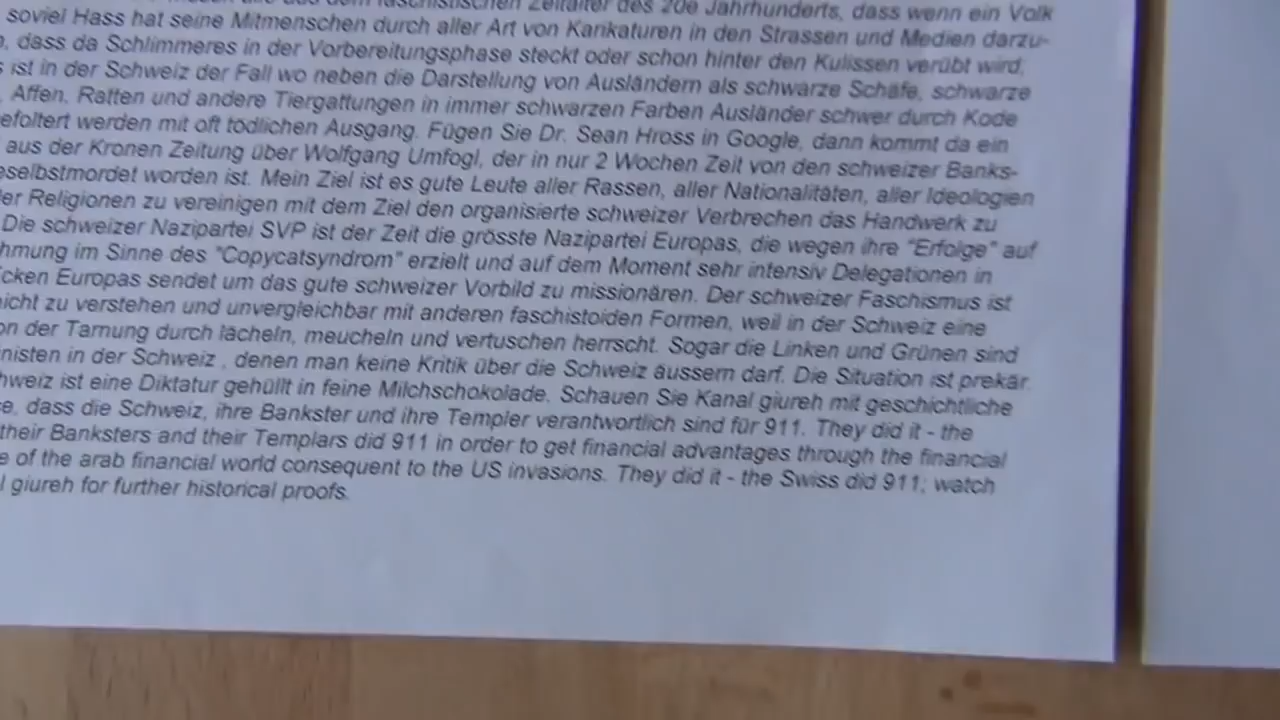 aus dem faschistischen Zeitalter des 20e Jahrhunderts, dass wenn ein Volk
soviel Hass hat seine Mitmenschen durch aller Art von Karikaturen in den Strassen und Medien darzu-
, dass da Schlimmeres in der Vorbereitungsphase steckt oder schon hinter den Kulissen verübt wird,
s ist in der Schweiz der Fall wo neben die Darstellung von Ausländern als schwarze Schafe, schwarze
, Affen, Ratten und andere Tiergattungen in immer schwarzen Farben Ausländer schwer durch Kode
efoltert werden mit oft tödlichen Ausgang. Fügen Sie Dr. Sean Hross in Google, dann kommt da ein
aus der Kronen Zeitung über Wolfgang Umfogl, der in nur 2 Wochen Zeit von den schweizer Banks-
eselbstmordet worden ist. Mein Ziel ist es gute Leute aller Rassen, aller Nationalitäten, aller Ideologien
ler Religionen zu vereinigen mit dem Ziel den organisierte schweizer Verbrechen das Handwerk zu
Die schweizer Nazipartei SVP ist der Zeit die grösste Nazipartei Europas, die wegen ihre "Erfolge" auf
hmung im Sinne des "Copycatsyndrom" erzielt und auf dem Moment sehr intensiv Delegationen in
cken Europas sendet um das gute schweizer Vorbild zu missionären. Der schweizer Faschismus ist
nicht zu verstehen und unvergleichbar mit anderen faschistoiden Formen, weil in der Schweiz eine
on der Tarnung durch lächeln, meucheln und vertuschen herrscht. Sogar die Linken und Grünen sind
nisten in der Schweiz , denen man keine Kritik über die Schweiz äussern darf. Die Situation ist prekär.
hweiz ist eine Diktatur gehüllt in feine Milchschokolade. Schauen Sie Kanal giureh mit geschichtliche
e, dass die Schweiz, ihre Bankster und ihre Templer verantwortlich sind für 911. They did it - the
their Banksters and their Templars did 911 in order to get financial advantages through the financial
e of the arab financial world consequent to the US invasions. They did it - the Swiss did 911; watch
l giureh for further historical proofs.